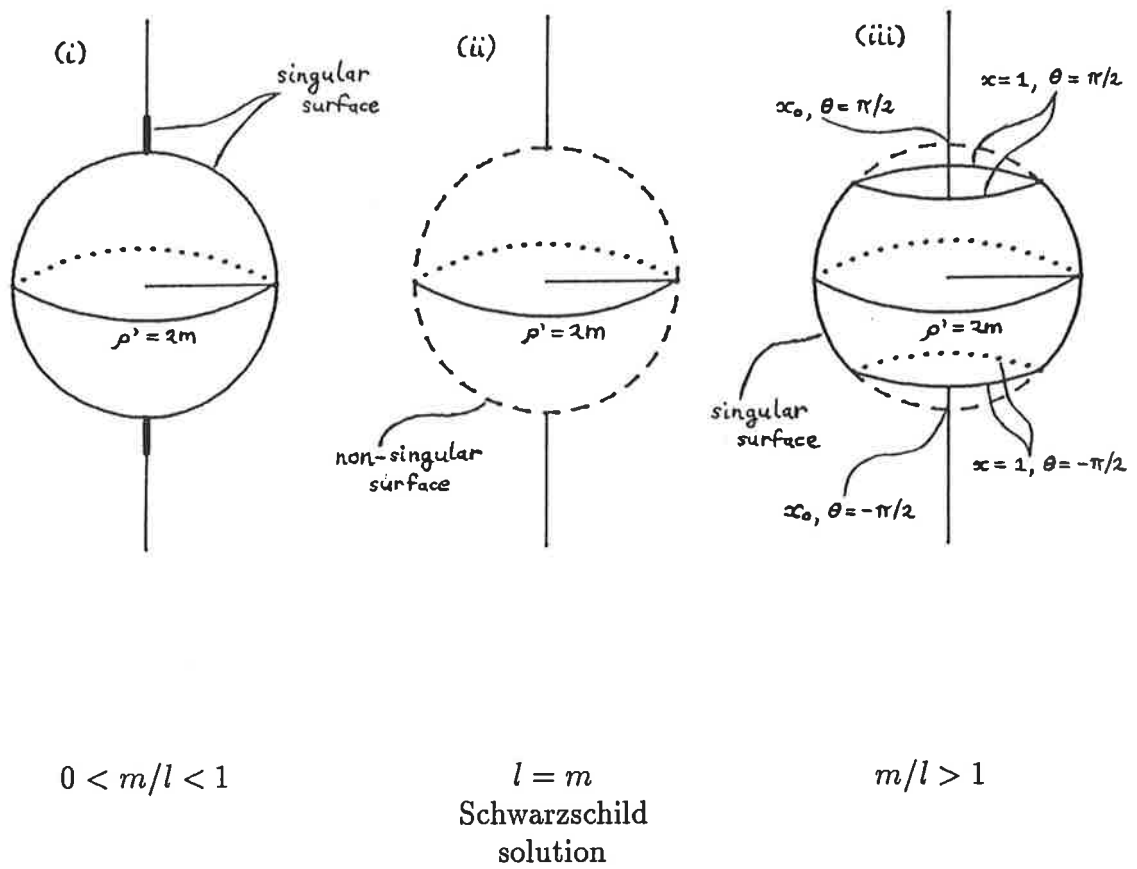 (i)
singular
surface
ρ' = 2m
(ii)
ρ' = 2m
non-singular
surface
(iii)
x₀, θ = π/2
x = 1, θ = π/2
ρ' = 2m
singular
surface
x = 1, θ = -π/2
x₀, θ = -π/2
0 < m/l < 1
l = m
Schwarzschild
solution
m/l > 1